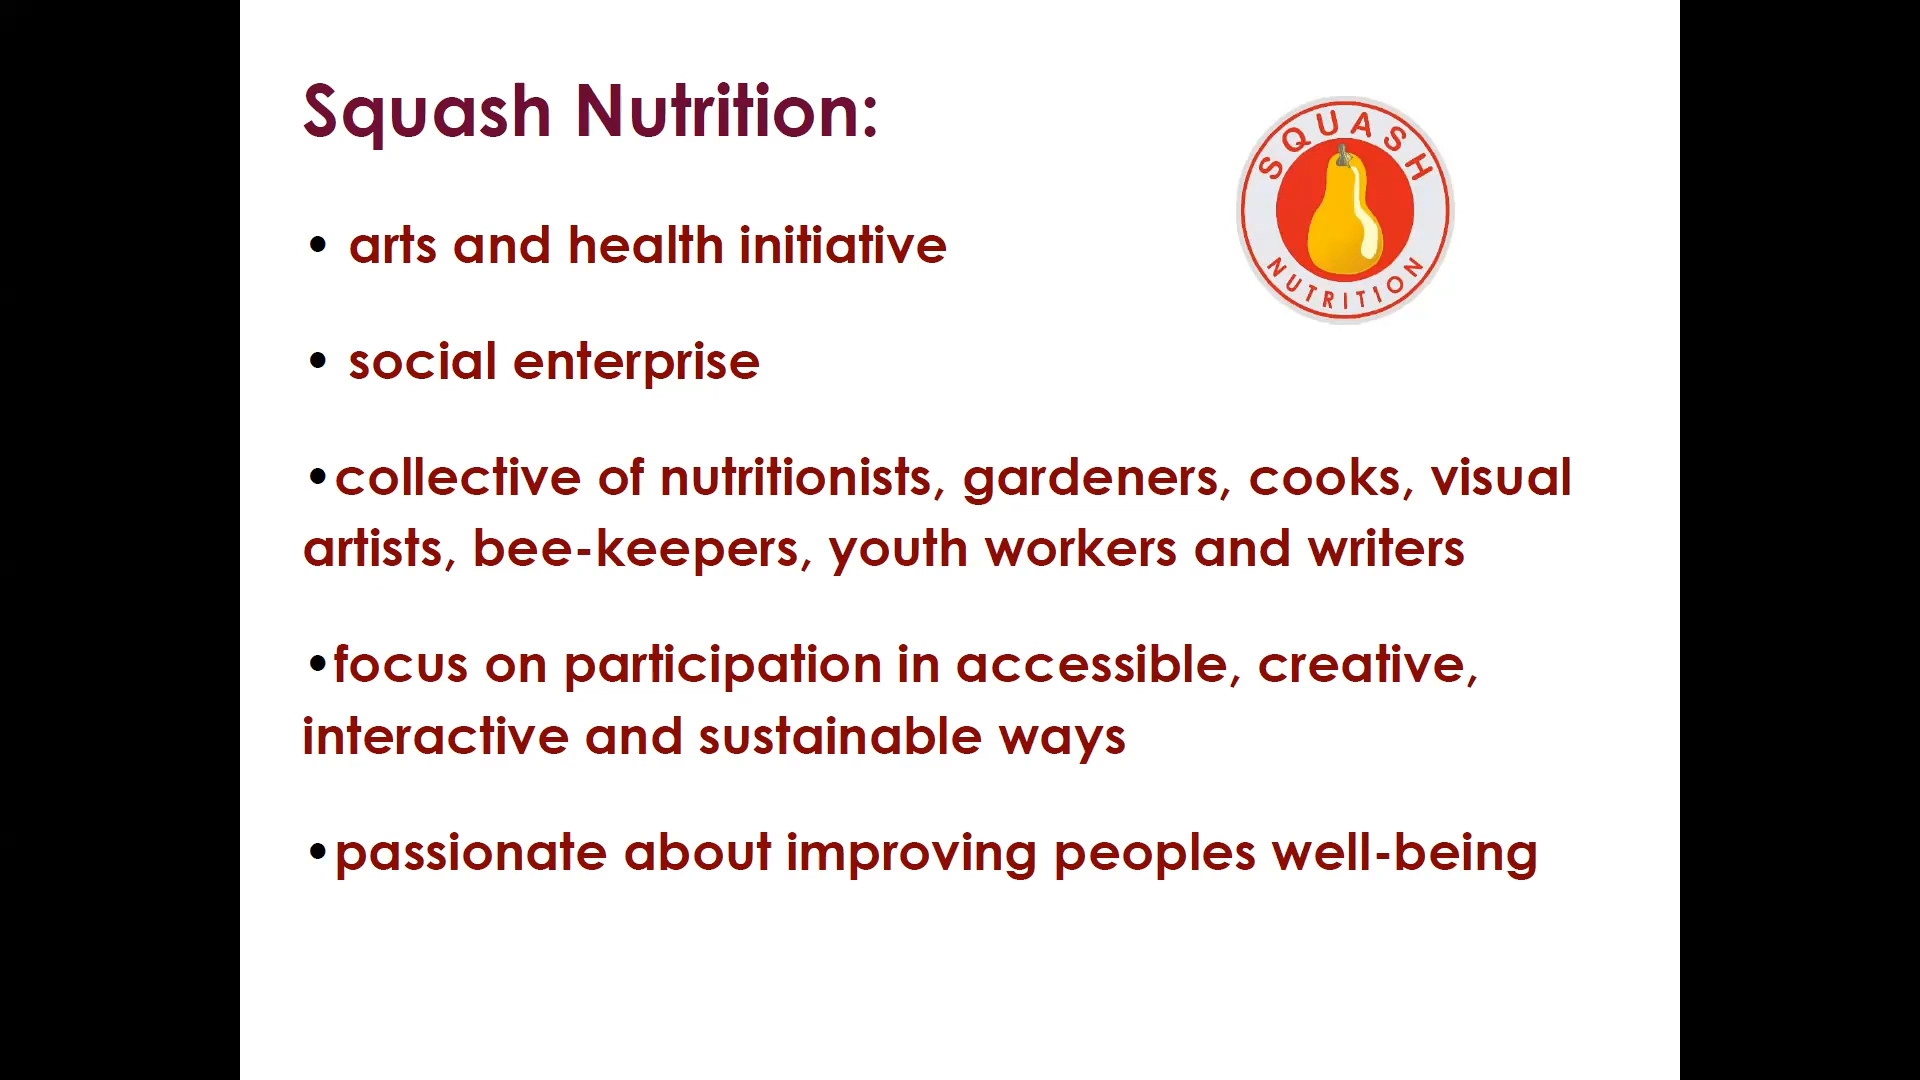 Squash Nutrition:
SQUASH
NUTRITION
• arts and health initiative
• social enterprise
•collective of nutritionists, gardeners, cooks, visual
artists, bee-keepers, youth workers and writers
•focus on participation in accessible, creative,
interactive and sustainable ways
•passionate about improving peoples well-being